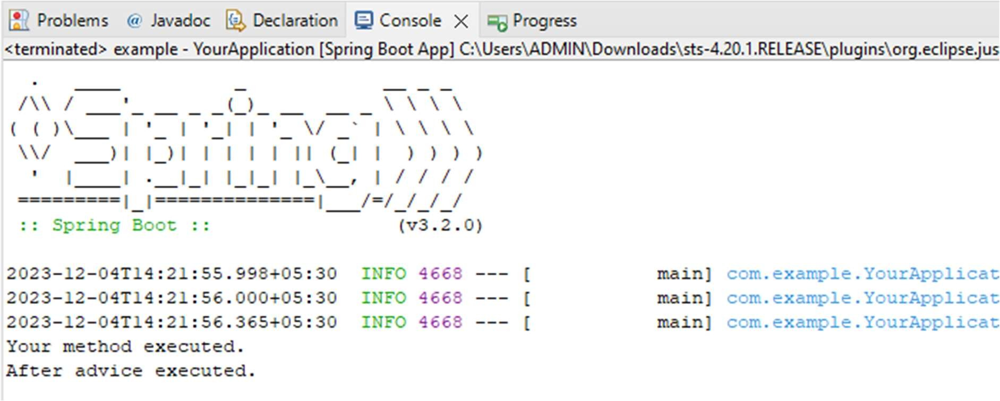 Problems @ Javadoc Declaration Console Progress
<terminated> example - YourApplication [Spring Boot App] C:\Users\ADMIN\Downloads\sts-4.20.1.RELEASE\plugins\org.eclipse.jus
  .   ____          _            __ _ _
 /\\ / ___'_ __ _ _(_)_ __  __ _ \ \ \ \
( ( )\___ | '_ | '_| | '_ \/ _` | \ \ \ \
 \\/  ___)| |_)| | | | | || (_| |  ) ) ) )
  '  |____| .__|_| |_|_| |_\__, | / / / /
 =========|_|==============|___/=/_/_/_/
 :: Spring Boot ::                (v3.2.0)
2023-12-04T14:21:55.998+05:30  INFO 4668 --- [           main] com.example.YourApplicat
2023-12-04T14:21:56.000+05:30  INFO 4668 --- [           main] com.example.YourApplicat
2023-12-04T14:21:56.365+05:30  INFO 4668 --- [           main] com.example.YourApplicat
Your method executed.
After advice executed.